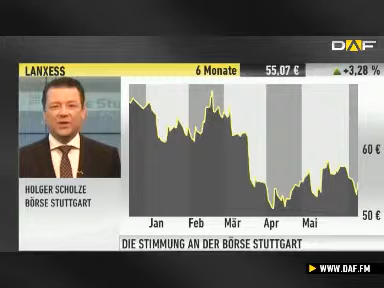 DAF
LANXESS 6 Monate 55,07 € +3,28 %
60 €
50 €
Jan Feb Mär Apr Mai
HOLGER SCHOLZE
BÖRSE STUTTGART
DIE STIMMUNG AN DER BÖRSE STUTTGART
WWW.DAF.FM